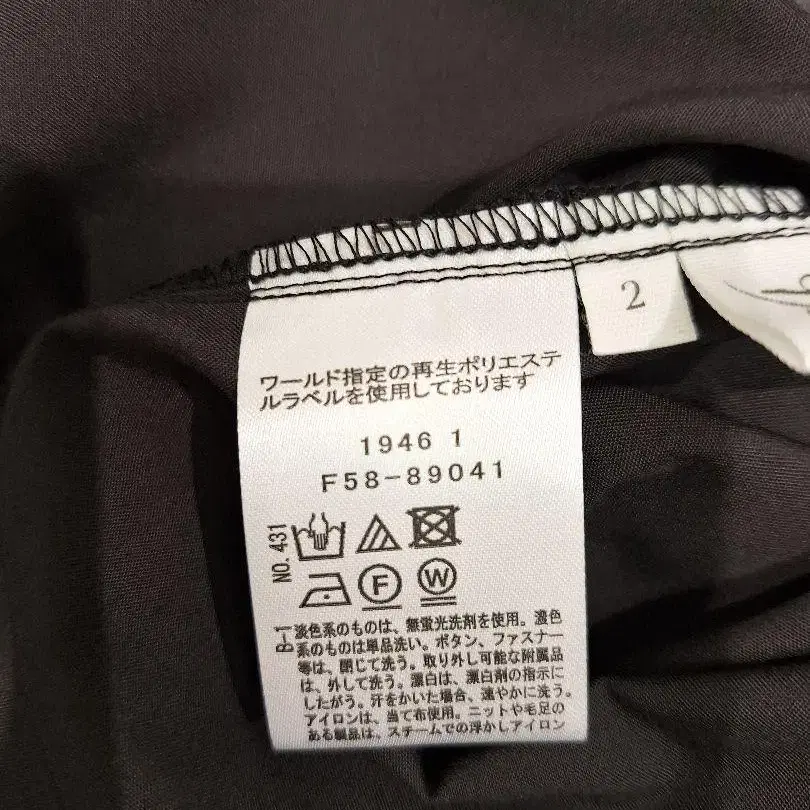 2
ワールド指定の再生ポリエステ
ルラベルを使用しております
1946 1
F58-89041
NO. 431
F
W
B-1
淡色系のものは、無蛍光洗剤を使用。濃色
系のものは単品洗い。ボタン、ファスナー
等は、閉じて洗う。取り外し可能な附属品
は、外して洗う。漂白は、漂白剤の指示に
したがう。汗をかいた場合、速やかに洗う。
アイロンは、当て布使用。ニットや毛足の
ある製品は、スチームでの浮かしアイロン